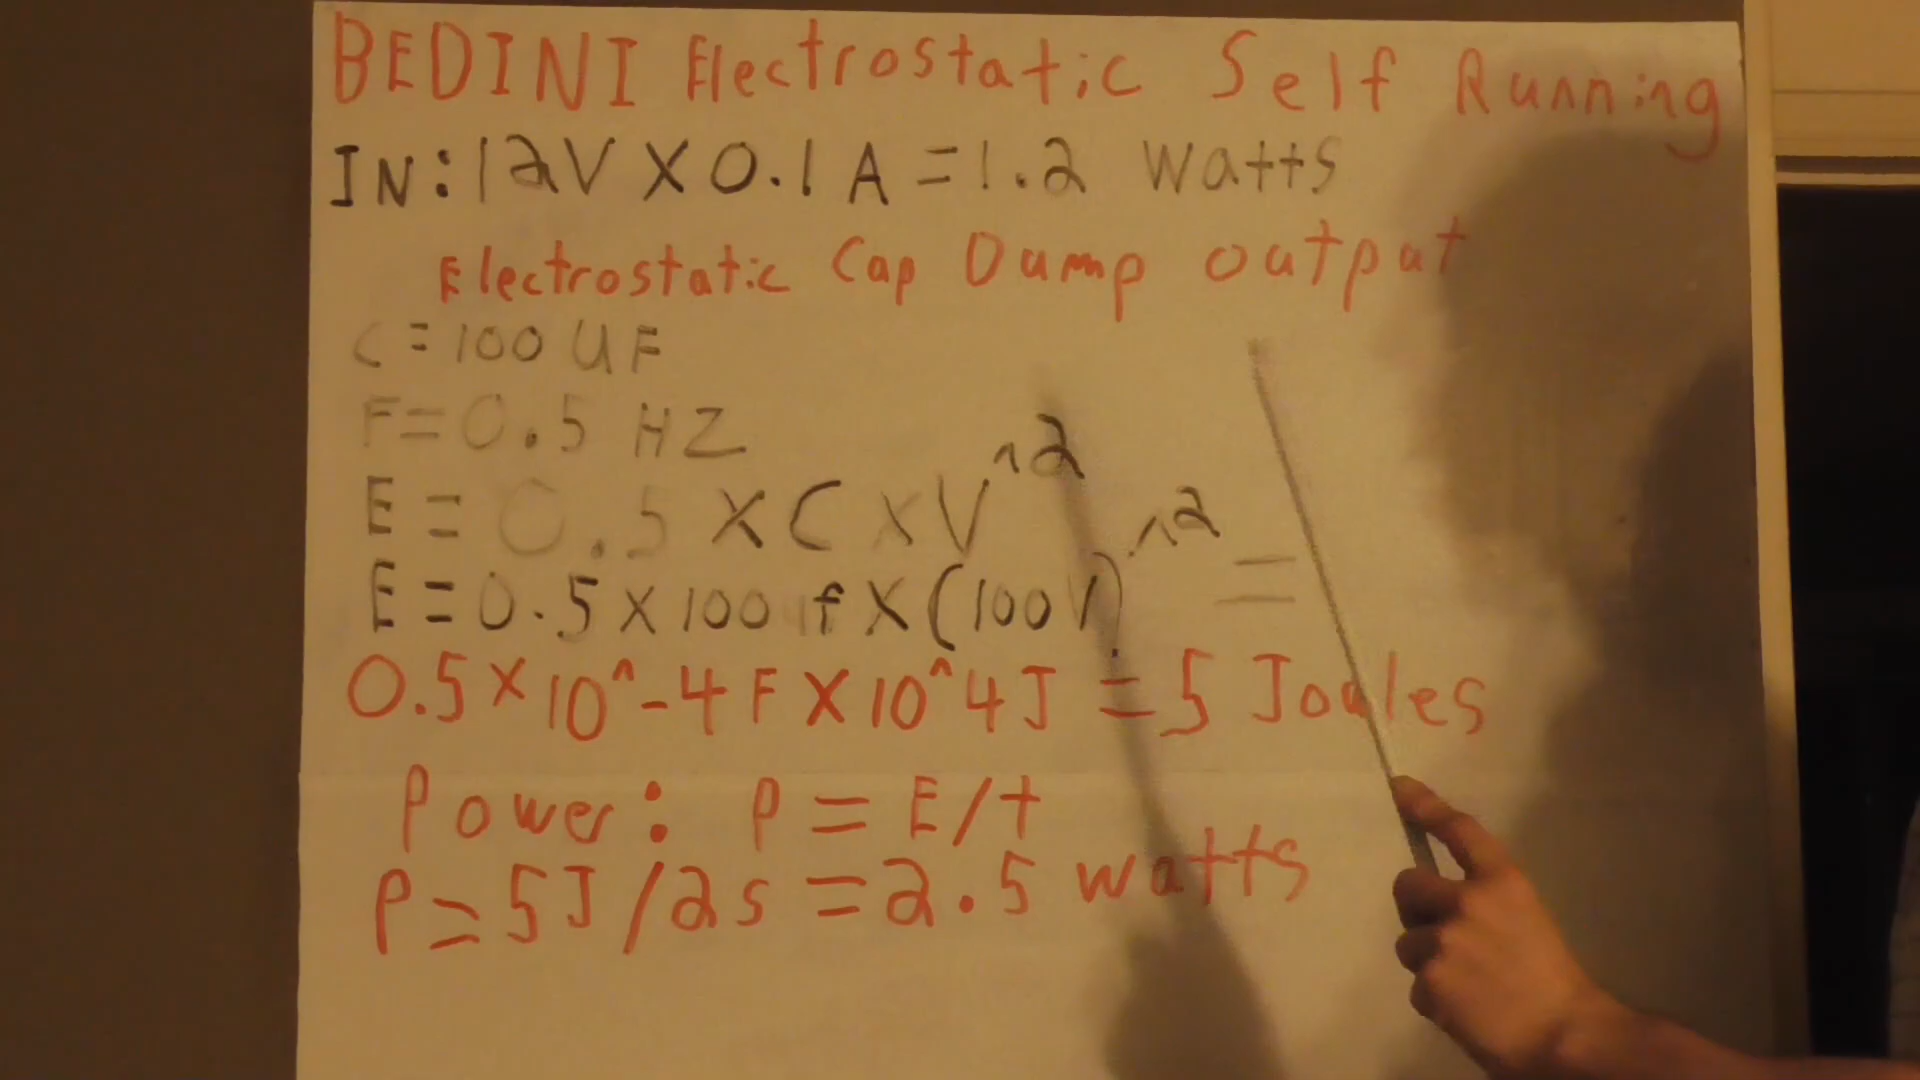 BEDINI Electrostatic Self Running
IN: 12V X 0.1 A = 1.2 Watts
Electrostatic Cap Dump output
C = 100 UF
F = 0.5 HZ
E = 0.5 X C X V^2
E = 0.5 X 100 uf X (100V)^2 =
0.5 X 10^-4 F X 10^4 J = 5 Joules
Power: P = E/t
P = 5J/2s = 2.5 watts